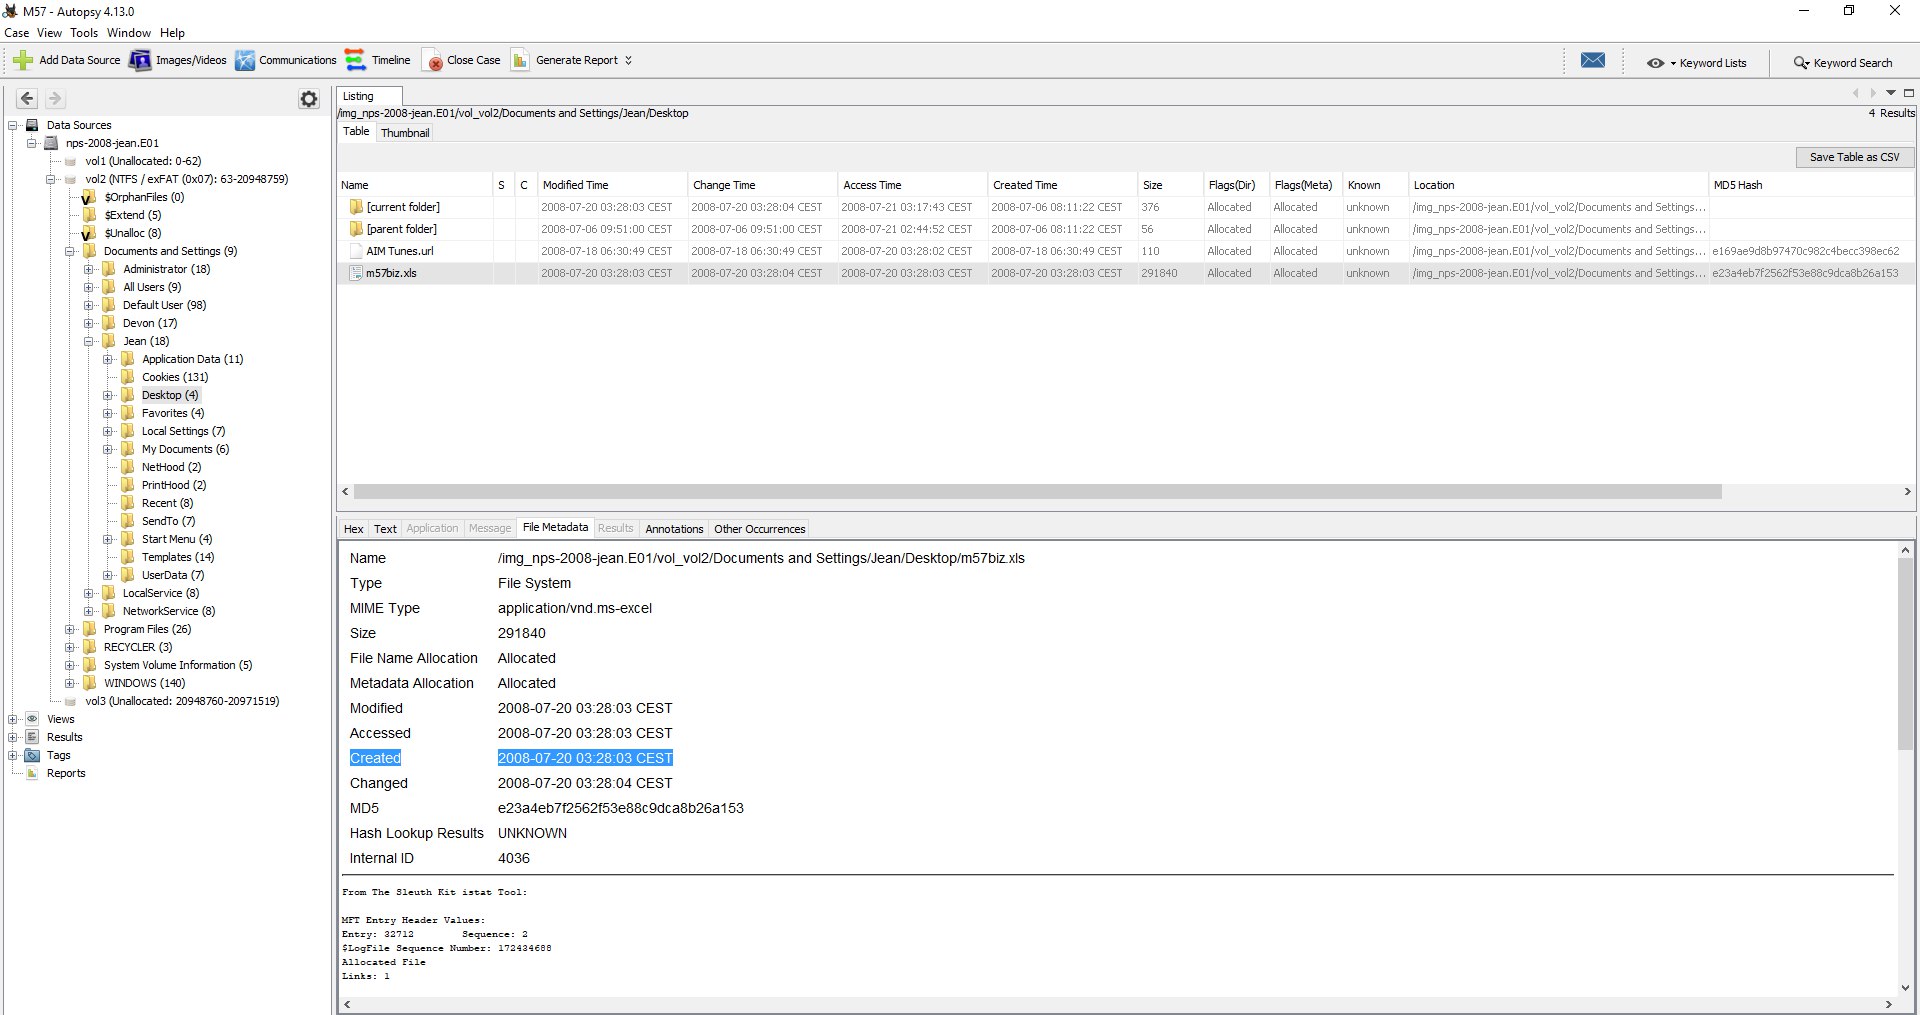 M57 - Autopsy 4.13.0
Case View Tools Window Help
Add Data Source Images/Videos Communications Timeline Close Case Generate Report Keyword Lists Keyword Search
Data Sources
nps-2008-jean.E01
vol1 (Unallocated: 0-62)
vol2 (NTFS / exFAT (0x07): 63-20948759)
$OrphanFiles (0)
$Extend (5)
$Unalloc (8)
Documents and Settings (9)
Administrator (18)
All Users (9)
Default User (98)
Devon (17)
Jean (18)
Application Data (11)
Cookies (131)
Desktop (4)
Favorites (4)
Local Settings (7)
My Documents (6)
NetHood (2)
PrintHood (2)
Recent (8)
SendTo (7)
Start Menu (4)
Templates (14)
UserData (7)
LocalService (8)
NetworkService (8)
Program Files (26)
RECYCLER (3)
System Volume Information (5)
WINDOWS (140)
vol3 (Unallocated: 20948760-20971519)
Views
Results
Tags
Reports
Listing
/img_nps-2008-jean.E01/vol_vol2/Documents and Settings/Jean/Desktop 4 Results
Table Thumbnail
Save Table as CSV
Name S C Modified Time Change Time Access Time Created Time Size Flags(Dir) Flags(Meta) Known Location MD5 Hash
[current folder] 2008-07-20 03:28:03 CEST 2008-07-20 03:28:04 CEST 2008-07-21 03:17:43 CEST 2008-07-06 08:11:22 CEST 376 Allocated Allocated unknown /img_nps-2008-jean.E01/vol_vol2/Documents and Settings...
[parent folder] 2008-07-06 09:51:00 CEST 2008-07-06 09:51:00 CEST 2008-07-21 02:44:52 CEST 2008-07-06 08:11:22 CEST 56 Allocated Allocated unknown /img_nps-2008-jean.E01/vol_vol2/Documents and Settings...
AIM Tunes.url 2008-07-18 06:30:49 CEST 2008-07-18 06:30:49 CEST 2008-07-20 03:28:02 CEST 2008-07-18 06:30:49 CEST 110 Allocated Allocated unknown /img_nps-2008-jean.E01/vol_vol2/Documents and Settings... e169ae9d8b97470c982c4becc398ec62
m57biz.xls 2008-07-20 03:28:03 CEST 2008-07-20 03:28:04 CEST 2008-07-20 03:28:03 CEST 2008-07-20 03:28:03 CEST 291840 Allocated Allocated unknown /img_nps-2008-jean.E01/vol_vol2/Documents and Settings... e23a4eb7f2562f53e88c9dca8b26a153
Hex Text Application Message File Metadata Results Annotations Other Occurrences
Name /img_nps-2008-jean.E01/vol_vol2/Documents and Settings/Jean/Desktop/m57biz.xls
Type File System
MIME Type application/vnd.ms-excel
Size 291840
File Name Allocation Allocated
Metadata Allocation Allocated
Modified 2008-07-20 03:28:03 CEST
Accessed 2008-07-20 03:28:03 CEST
Created 2008-07-20 03:28:03 CEST
Changed 2008-07-20 03:28:04 CEST
MD5 e23a4eb7f2562f53e88c9dca8b26a153
Hash Lookup Results UNKNOWN
Internal ID 4036
From The Sleuth Kit istat Tool:
MFT Entry Header Values:
Entry: 32712 Sequence: 2
$LogFile Sequence Number: 172434688
Allocated File
Links: 1